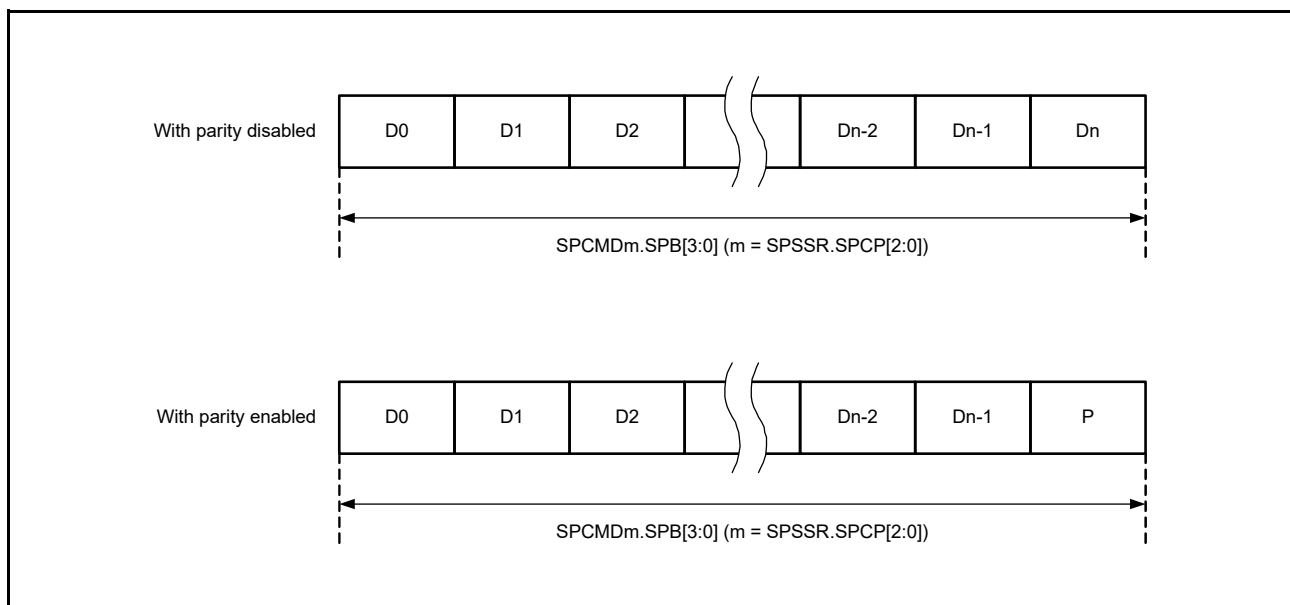 With parity disabled D0 D1 D2 Dn-2 Dn-1 Dn
SPCMDm.SPB[3:0] (m = SPSSR.SPCP[2:0])
With parity enabled D0 D1 D2 Dn-2 Dn-1 P
SPCMDm.SPB[3:0] (m = SPSSR.SPCP[2:0])